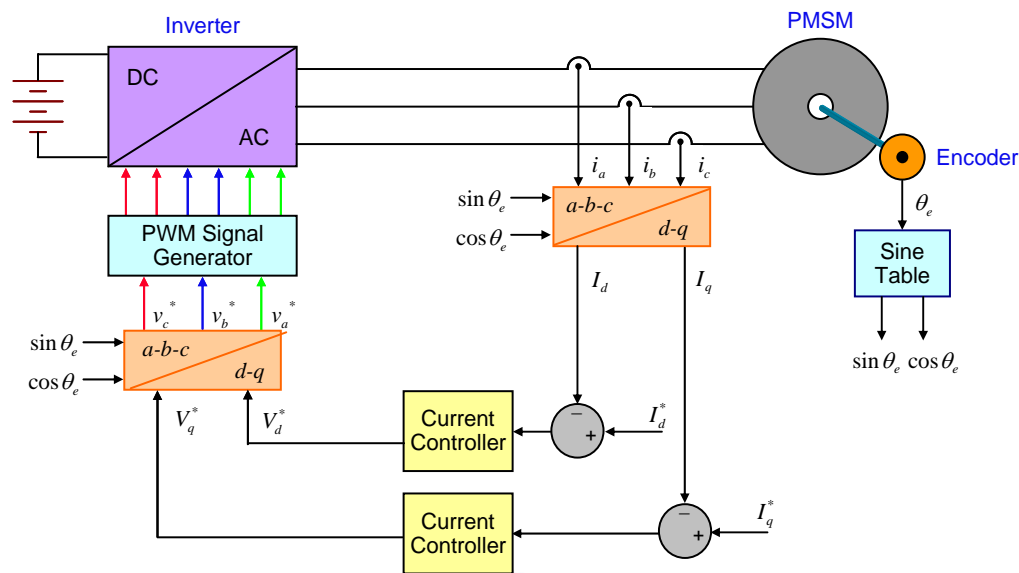 Inverter
PMSM
DC
AC
Encoder
i_a
i_b
i_c
sin θ_e
cos θ_e
a-b-c
d-q
θ_e
Sine
Table
sin θ_e
cos θ_e
PWM Signal
Generator
I_d
I_q
v_c^*
v_b^*
v_a^*
sin θ_e
cos θ_e
a-b-c
d-q
V_q^*
V_d^*
Current
Controller
−
+
I_d^*
Current
Controller
−
+
I_q^*